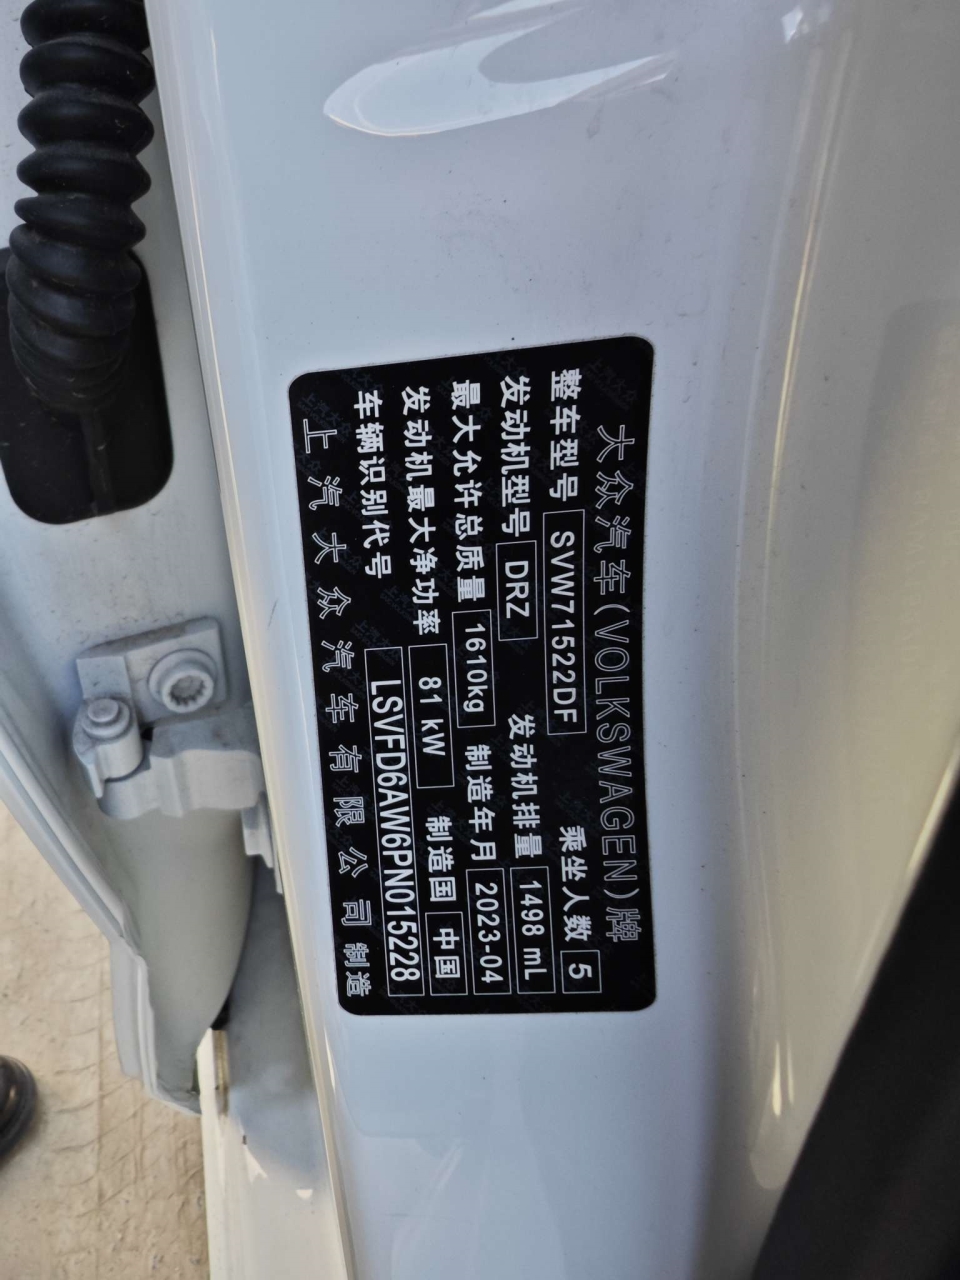 大众汽车(VOLKSWAGEN)牌
整车型号 SVW71522DF 乘坐人数 5
发动机型号 DRZ 发动机排量 1498 mL
最大允许总质量 1610kg 制造年月 2023-04
发动机最大净功率 81 kW 制造国 中国
车辆识别代号 LSVFD6AW6PN015228
上汽大众汽车有限公司 制造